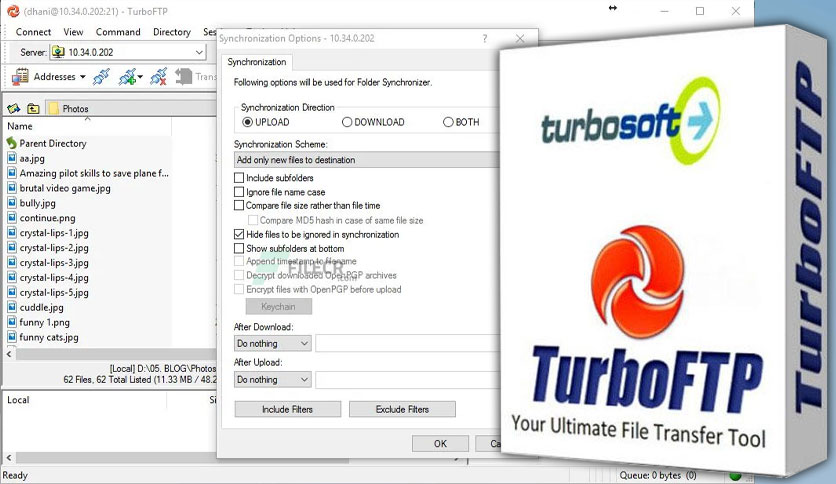 (dhani@10.34.0.202:21) - TurboFTP
Connect View Command Directory
Server: 10.34.0.202
Addresses
Photos
Name
Parent Directory
aa.jpg
Amazing pilot skills to save plane f...
brutal video game.jpg
bully.jpg
continue.png
crystal-lips-1.jpg
crystal-lips-2.jpg
crystal-lips-3.jpg
crystal-lips-4.jpg
crystal-lips-5.jpg
cuddle.jpg
funny 1.png
funny cats.jpg
[Local] D:\05. BLOG\Photos
62 Files, 62 Total Listed (11.33 MB / 48.2
Local
Ready
Synchronization Options - 10.34.0.202
Synchronization
Following options will be used for Folder Synchronizer.
Synchronization Direction
UPLOAD DOWNLOAD BOTH
Synchronization Scheme:
Add only new files to destination
Include subfolders
Ignore file name case
Compare file size rather than file time
Compare MD5 hash in case of same file size
Hide files to be ignored in synchronization
Show subfolders at bottom
Append timestamp to filename
Decrypt downloaded OpenPGP archives
Encrypt files with OpenPGP before upload
FILECR
.com
Keychain
After Download:
Do nothing
After Upload:
Do nothing
Include Filters Exclude Filters
OK
Queue: 0 bytes (0)
turbosoft
TurboFTP
Your Ultimate File Transfer Tool
TurboFTP